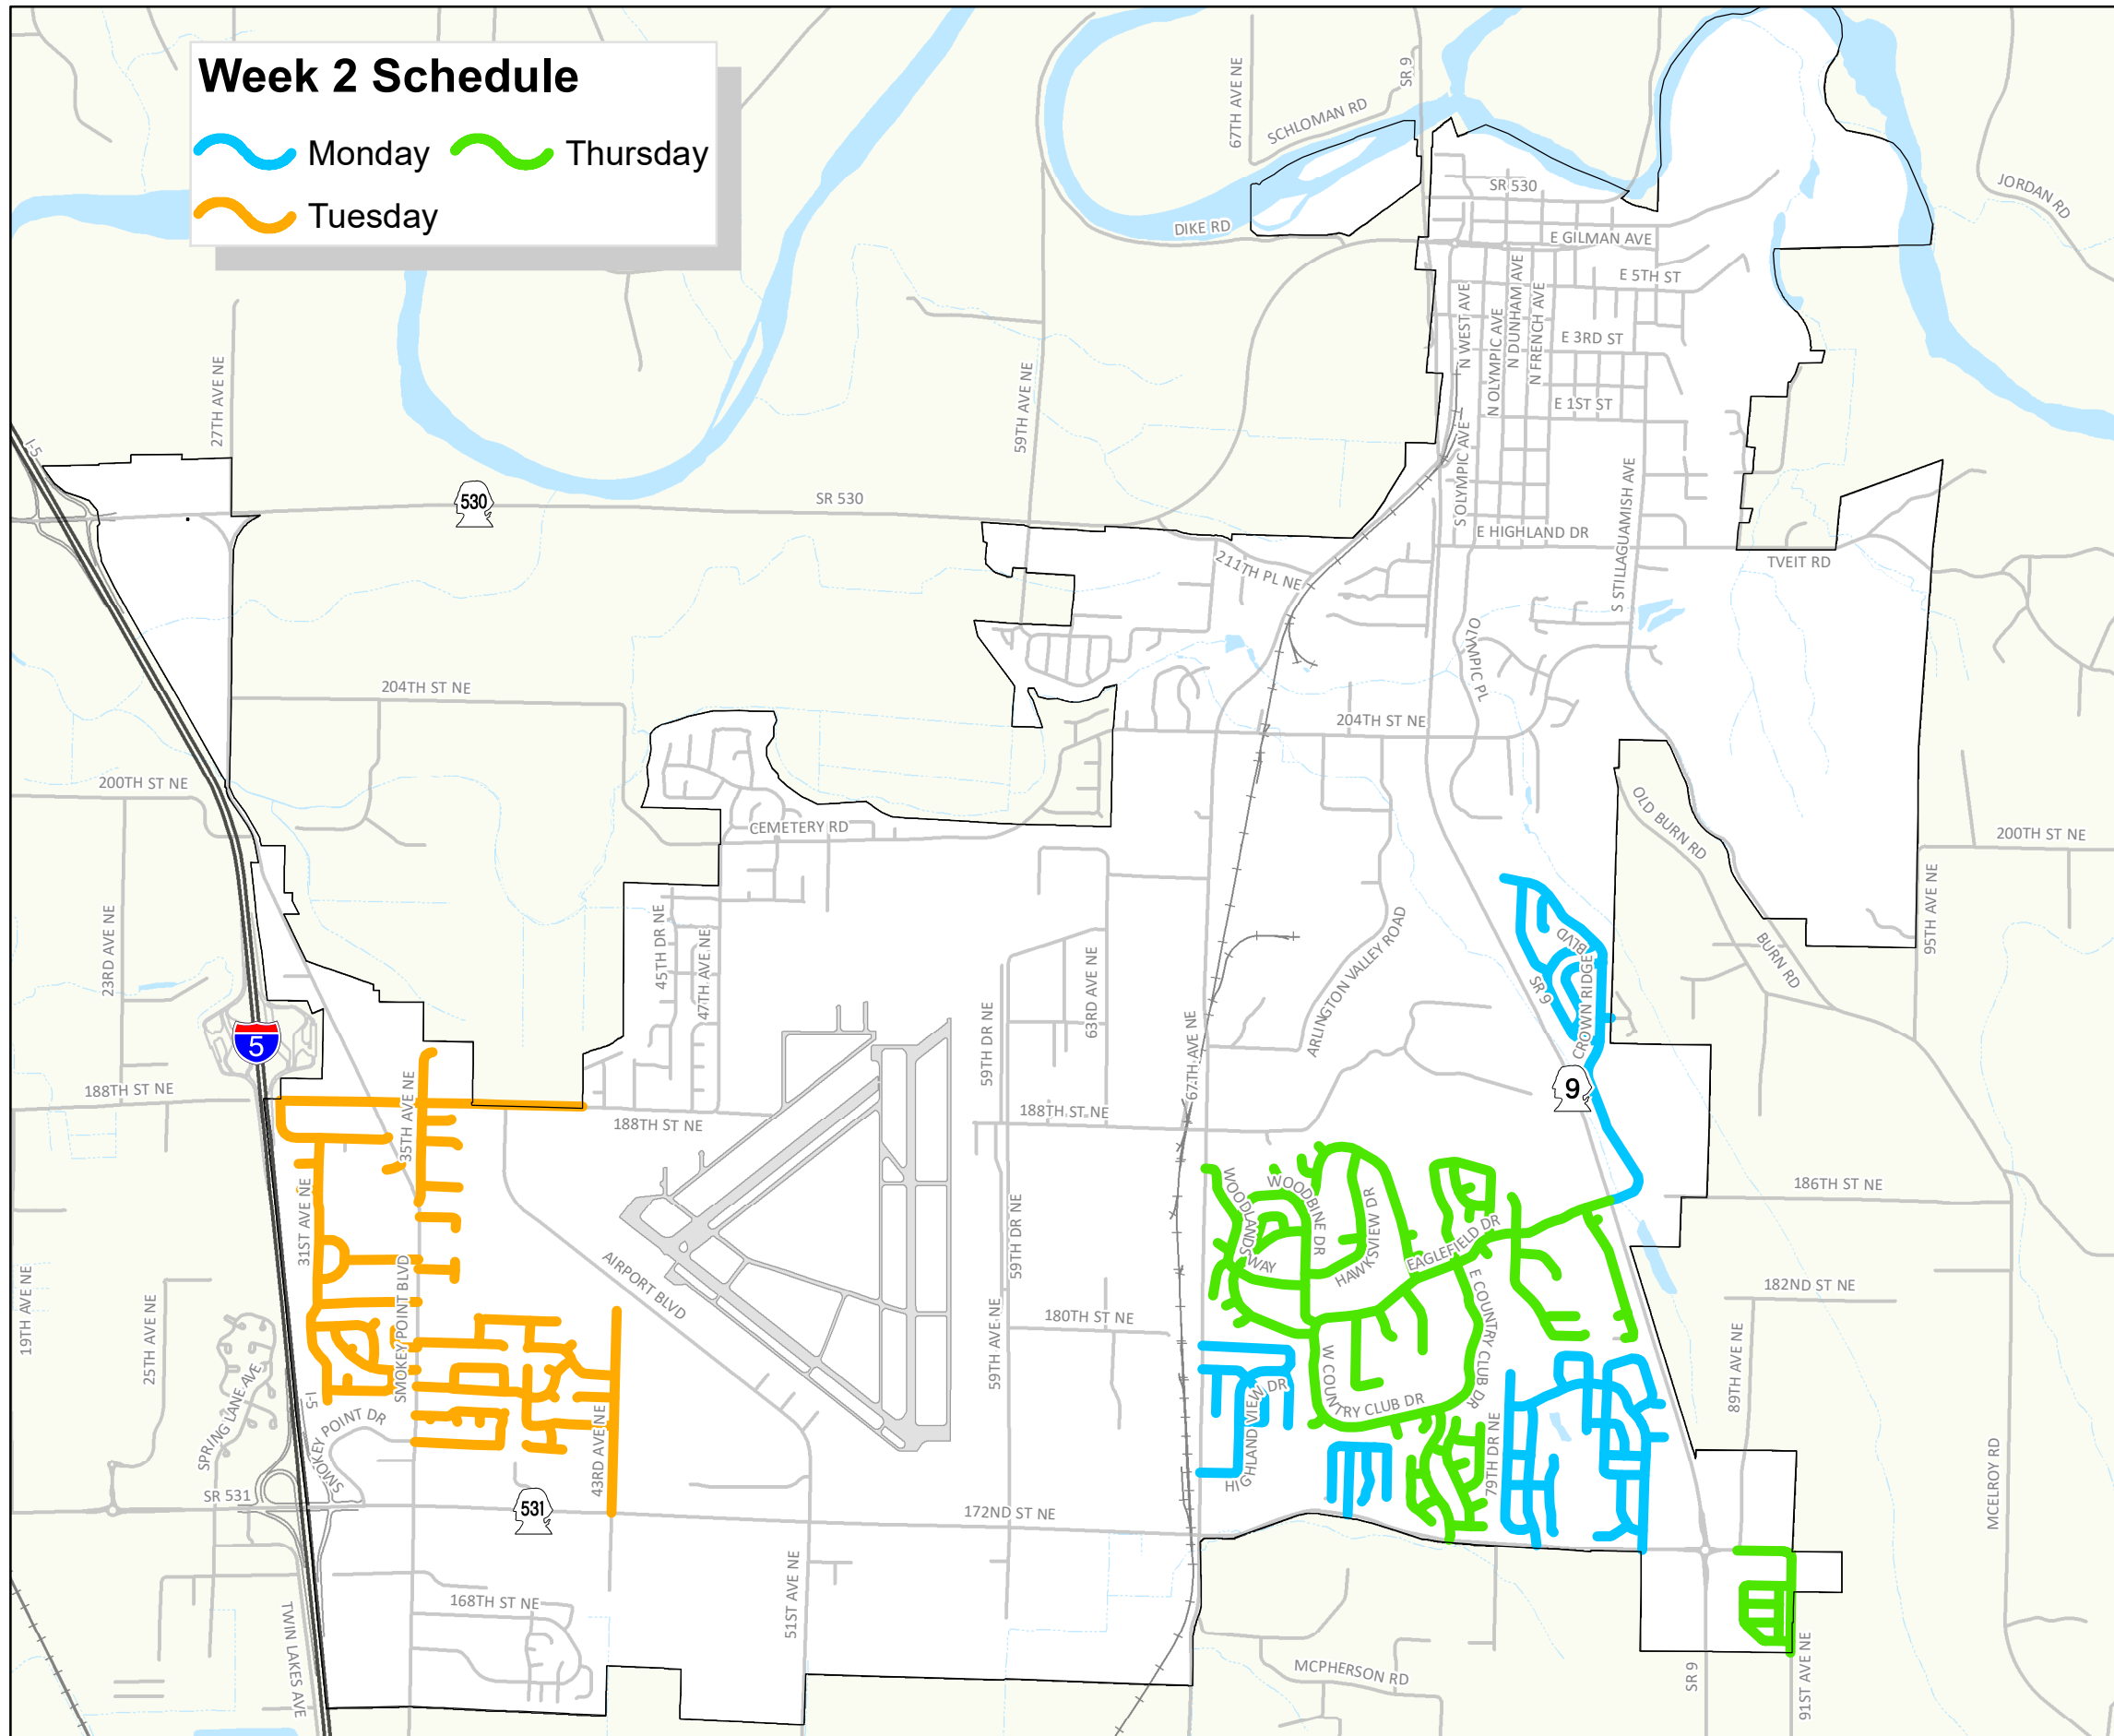 Week 2 Schedule
Monday
Thursday
Tuesday
67TH AVE NE
SCHLOMAN RD
SR 9
SR 530
JORDAN RD
DIKE RD
E GILMAN AVE
E 5TH ST
N WEST AVE
N OLYMPIC AVE
N DUNHAM AVE
N FRENCH AVE
E 3RD ST
E 1ST ST
27TH AVE NE
59TH AVE NE
I-5
530
SR 530
S OLYMPIC AVE
S STILLAGUAMISH AVE
E HIGHLAND DR
TVEIT RD
211TH PL NE
OLYMPIC PL
204TH ST NE
204TH ST NE
200TH ST NE
CEMETERY RD
OLD BURN RD
200TH ST NE
23RD AVE NE
45TH DR NE
47TH AVE NE
63RD AVE NE
59TH DR NE
ARLINGTON VALLEY ROAD
SR 9
CROWN RIDGE
BLVD
BURN RD
95TH AVE NE
5
67TH AVE NE
9
188TH ST NE
35TH AVE NE
188TH ST NE
188TH ST NE
31ST AVE NE
59TH DR NE
WOODLANDS WAY
WOODBINE DR
HAWKSVIEW DR
EAGLEFIELD DR
186TH ST NE
19TH AVE NE
25TH AVE NE
SMOKEY POINT BLVD
AIRPORT BLVD
59TH AVE NE
180TH ST NE
E COUNTRY CLUB DR
182ND ST NE
SPRING LANE AVE
I-5
SMOKEY POINT DR
43RD AVE NE
HIGHLAND VIEW DR
W COUNTRY CLUB DR
79TH DR NE
89TH AVE NE
MCELROY RD
SR 531
531
172ND ST NE
168TH ST NE
51ST AVE NE
TWIN LAKES AVE
MCPHERSON RD
SR 9
91ST AVE NE